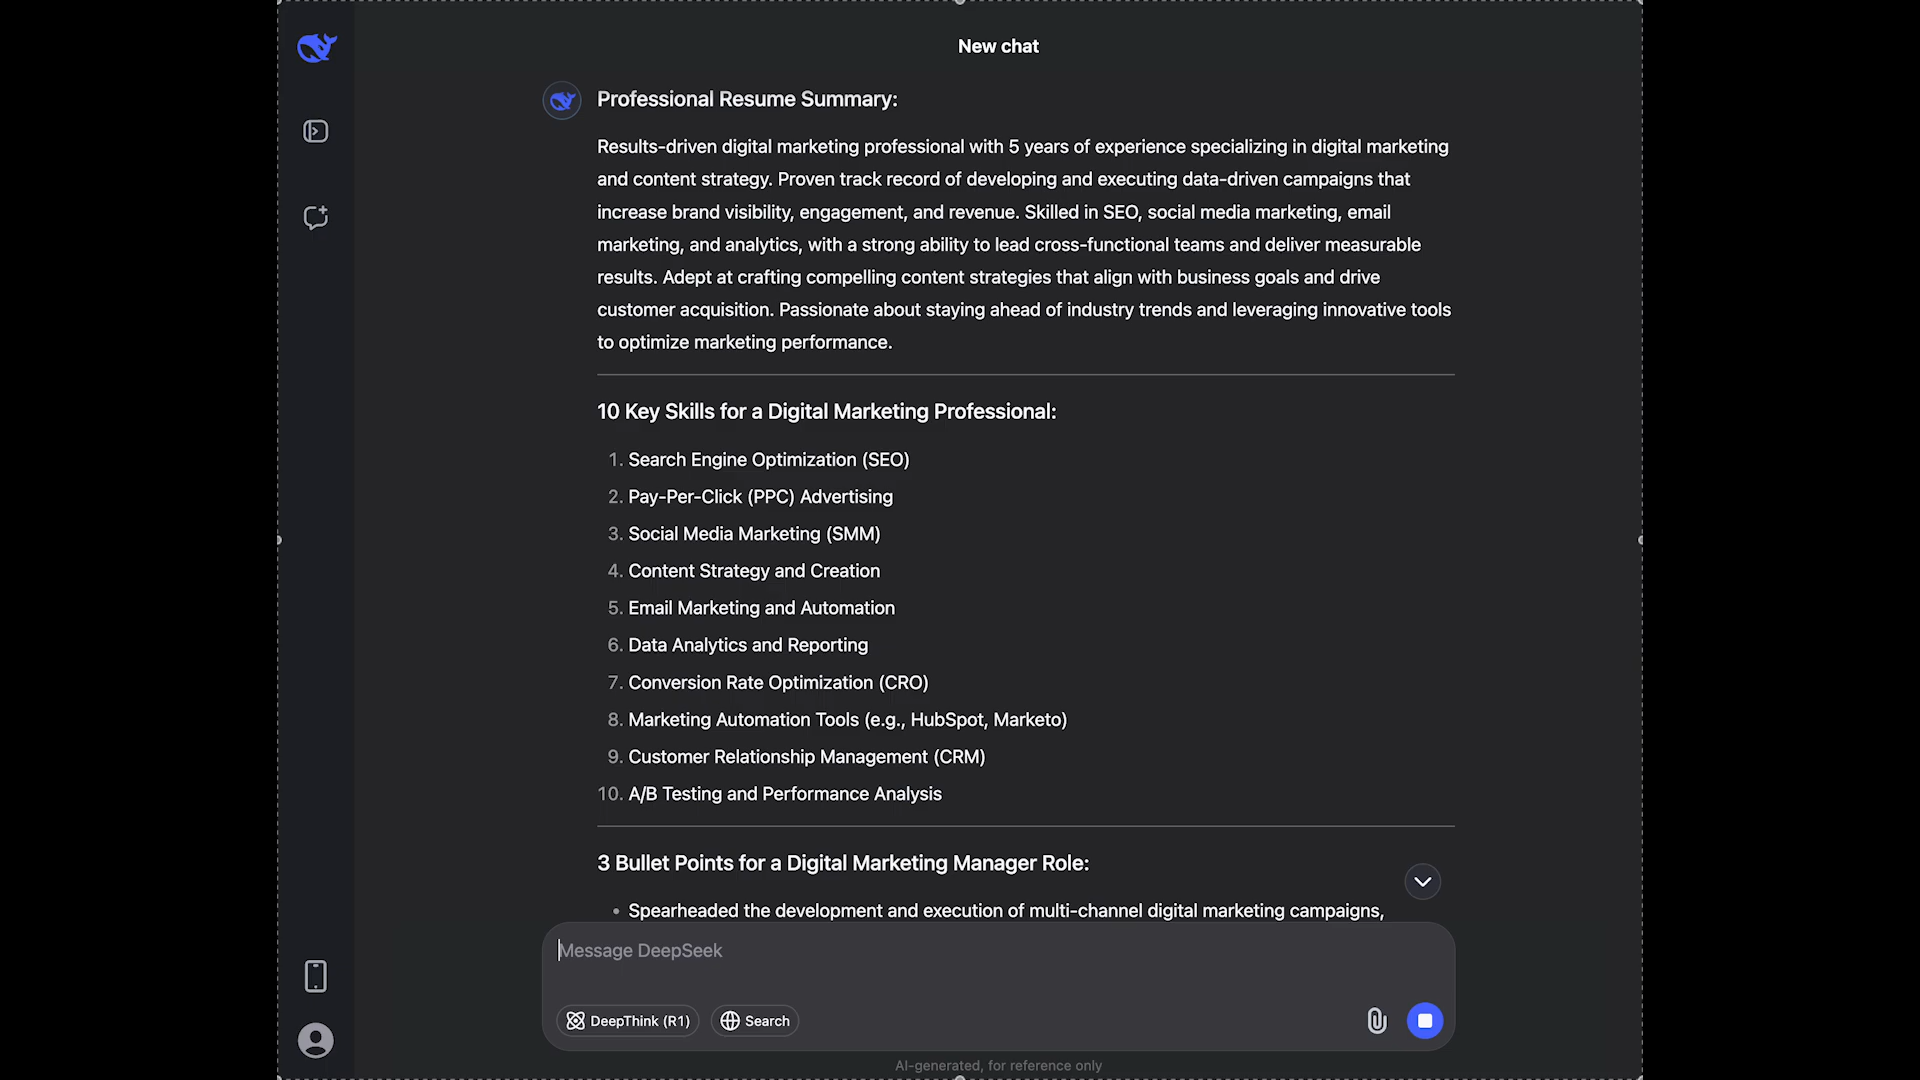 New chat
Professional Resume Summary:
Results-driven digital marketing professional with 5 years of experience specializing in digital marketing
and content strategy. Proven track record of developing and executing data-driven campaigns that
increase brand visibility, engagement, and revenue. Skilled in SEO, social media marketing, email
marketing, and analytics, with a strong ability to lead cross-functional teams and deliver measurable
results. Adept at crafting compelling content strategies that align with business goals and drive
customer acquisition. Passionate about staying ahead of industry trends and leveraging innovative tools
to optimize marketing performance.
10 Key Skills for a Digital Marketing Professional:
1. Search Engine Optimization (SEO)
2. Pay-Per-Click (PPC) Advertising
3. Social Media Marketing (SMM)
4. Content Strategy and Creation
5. Email Marketing and Automation
6. Data Analytics and Reporting
7. Conversion Rate Optimization (CRO)
8. Marketing Automation Tools (e.g., HubSpot, Marketo)
9. Customer Relationship Management (CRM)
10. A/B Testing and Performance Analysis
3 Bullet Points for a Digital Marketing Manager Role:
• Spearheaded the development and execution of multi-channel digital marketing campaigns,
Message DeepSeek
DeepThink (R1) Search
AI-generated, for reference only